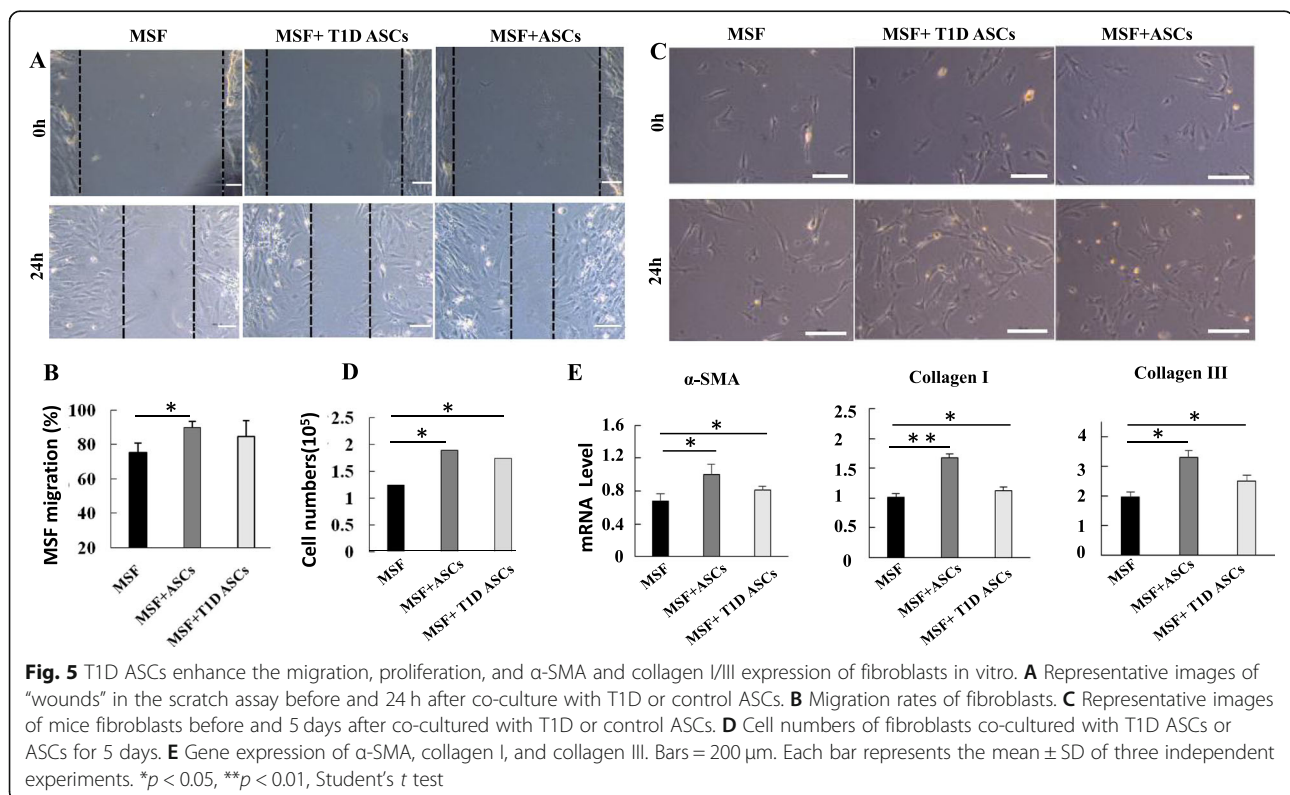 MSF MSF+ T1D ASCs MSF+ASCs
A
0h
24h
MSF MSF+ T1D ASCs MSF+ASCs
C
0h
24h
B
MSF migration (%)
100
80
60
40
20
*
MSF
MSF+ASCs
MSF+T1D ASCs
D
Cell numbers(10⁵)
2.5
2
1.5
1
0.5
0
*
*
MSF
MSF+ASCs
MSF+ T1D ASCs
E
α-SMA
mRNA Level
1.6
1.2
0.8
0.4
0
*
*
MSF
MSF+ASCs
MSF+ T1D ASCs
Collagen I
2.5
2
1.5
1
0.5
0
*
**
MSF
MSF+ASCs
MSF+ T1D ASCs
Collagen III
4
3
2
1
0
*
*
MSF
MSF+ASCs
MSF+ T1D ASCs
Fig. 5 T1D ASCs enhance the migration, proliferation, and α-SMA and collagen I/III expression of fibroblasts in vitro. A Representative images of
“wounds” in the scratch assay before and 24 h after co-culture with T1D or control ASCs. B Migration rates of fibroblasts. C Representative images
of mice fibroblasts before and 5 days after co-cultured with T1D or control ASCs. D Cell numbers of fibroblasts co-cultured with T1D ASCs or
ASCs for 5 days. E Gene expression of α-SMA, collagen I, and collagen III. Bars = 200 μm. Each bar represents the mean ± SD of three independent
experiments. *p < 0.05, **p < 0.01, Student’s t test